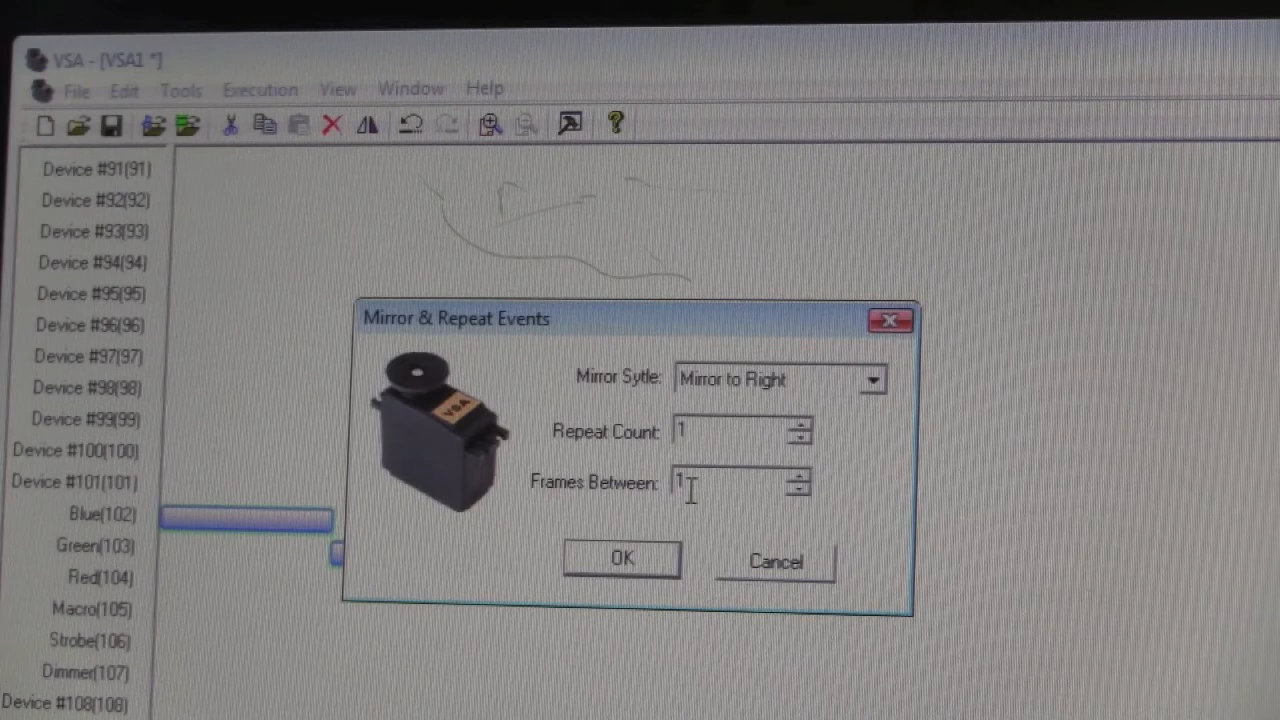 VSA - [VSA1 *]
File Edit Tools Execution View Window Help
Device #91(91)
Device #92(92)
Device #93(93)
Device #94(94)
Device #95(95)
Device #96(96)
Device #97(97)
Device #98(98)
Device #99(99)
Device #100(100)
Device #101(101)
Blue(102)
Green(103)
Red(104)
Macro(105)
Strobe(106)
Dimmer(107)
Device #108(108)
Mirror & Repeat Events
VSA
Mirror Sytle: Mirror to Right
Repeat Count: 1
Frames Between: 1
OK Cancel